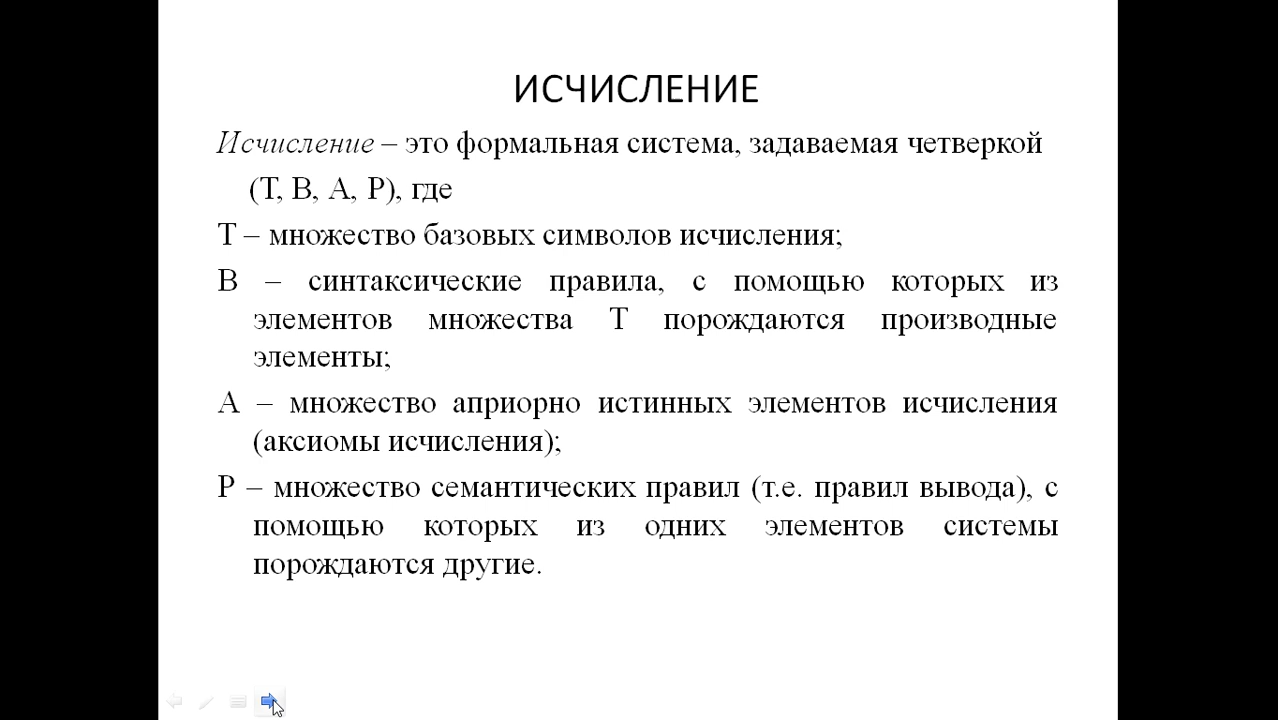 ИСЧИСЛЕНИЕ
Исчисление – это формальная система, задаваемая четверкой
(Т, В, А, Р), где
Т – множество базовых символов исчисления;
В – синтаксические правила, с помощью которых из
элементов множества Т порождаются производные
элементы;
А – множество априорно истинных элементов исчисления
(аксиомы исчисления);
Р – множество семантических правил (т.е. правил вывода), с
помощью которых из одних элементов системы
порождаются другие.